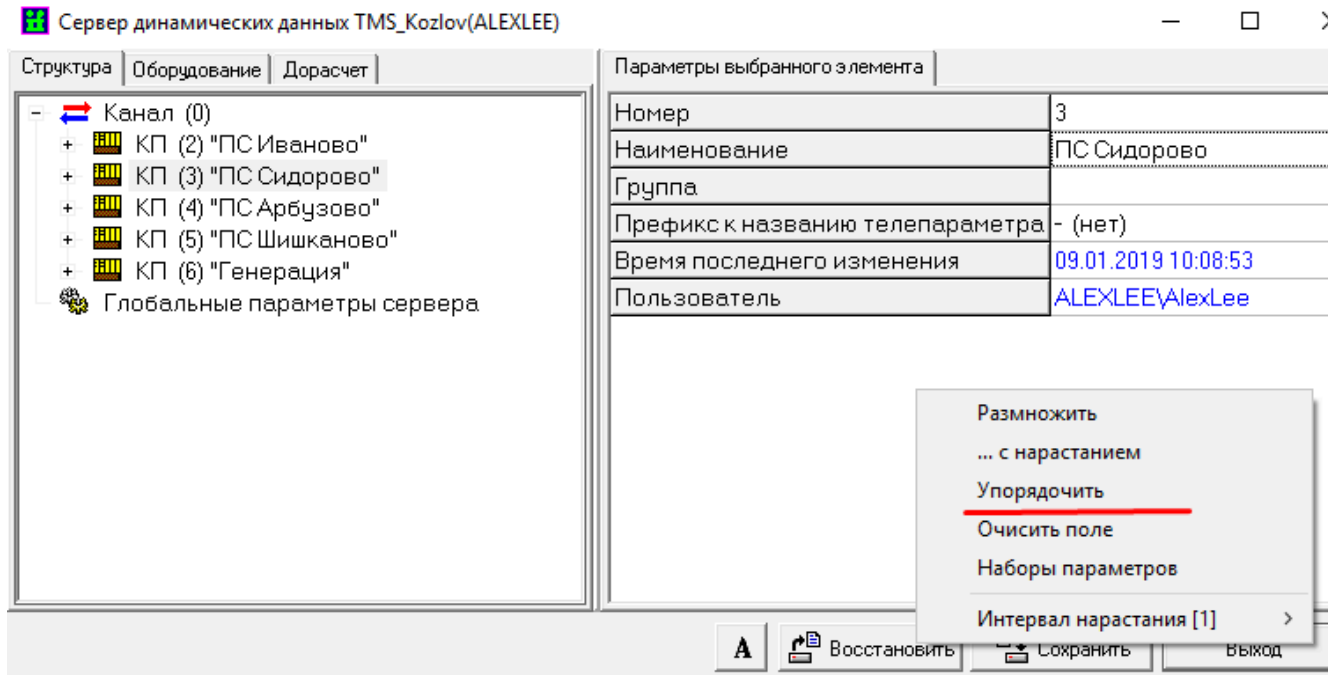 Сервер динамических данных TMS_Kozlov(ALEXLEE)
Структура Оборудование Дорасчет
Канал (0)
КП (2) "ПС Иваново"
КП (3) "ПС Сидорово"
КП (4) "ПС Арбузово"
КП (5) "ПС Шишканово"
КП (6) "Генерация"
Глобальные параметры сервера
Параметры выбранного элемента
Номер 3
Наименование ПС Сидорово
Группа
Префикс к названию телепараметра - (нет)
Время последнего изменения 09.01.2019 10:08:53
Пользователь ALEXLEE\AlexLee
Размножить
... с нарастанием
Упорядочить
Очисить поле
Наборы параметров
Интервал нарастания [1]
А Восстановить Сохранить Выход